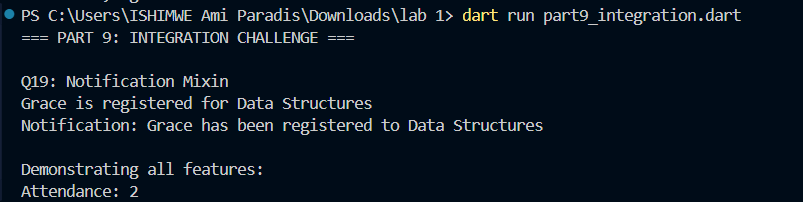 PS C:\Users\ISHIMWE Ami Paradis\Downloads\lab 1> dart run part9_integration.dart
=== PART 9: INTEGRATION CHALLENGE ===
Q19: Notification Mixin
Grace is registered for Data Structures
Notification: Grace has been registered to Data Structures
Demonstrating all features:
Attendance: 2